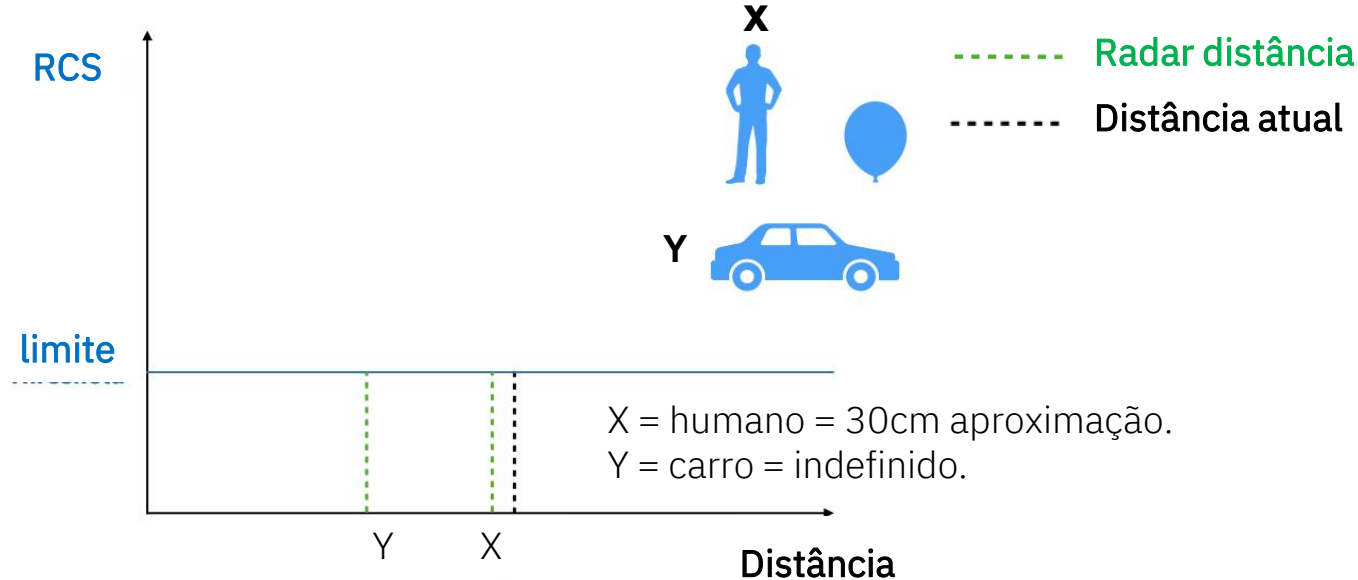 X
RCS
Radar distância
Distância atual
Y
limite
X = humano = 30cm aproximação.
Y = carro = indefinido.
Y
X
Distância